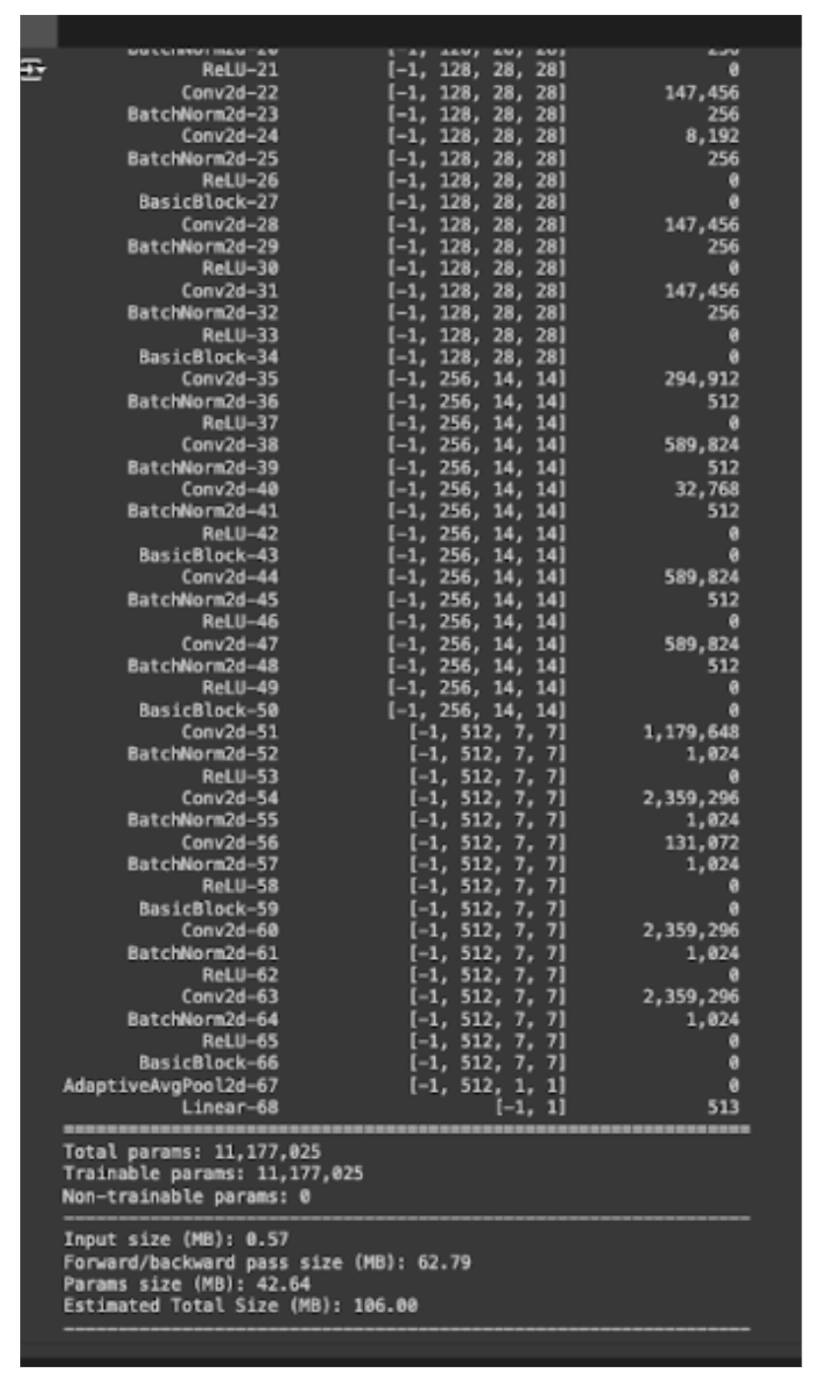 ReLU-21 [-1, 128, 28, 28] 0
Conv2d-22 [-1, 128, 28, 28] 147,456
BatchNorm2d-23 [-1, 128, 28, 28] 256
Conv2d-24 [-1, 128, 28, 28] 8,192
BatchNorm2d-25 [-1, 128, 28, 28] 256
ReLU-26 [-1, 128, 28, 28] 0
BasicBlock-27 [-1, 128, 28, 28] 0
Conv2d-28 [-1, 128, 28, 28] 147,456
BatchNorm2d-29 [-1, 128, 28, 28] 256
ReLU-30 [-1, 128, 28, 28] 0
Conv2d-31 [-1, 128, 28, 28] 147,456
BatchNorm2d-32 [-1, 128, 28, 28] 256
ReLU-33 [-1, 128, 28, 28] 0
BasicBlock-34 [-1, 128, 28, 28] 0
Conv2d-35 [-1, 256, 14, 14] 294,912
BatchNorm2d-36 [-1, 256, 14, 14] 512
ReLU-37 [-1, 256, 14, 14] 0
Conv2d-38 [-1, 256, 14, 14] 589,824
BatchNorm2d-39 [-1, 256, 14, 14] 512
Conv2d-40 [-1, 256, 14, 14] 32,768
BatchNorm2d-41 [-1, 256, 14, 14] 512
ReLU-42 [-1, 256, 14, 14] 0
BasicBlock-43 [-1, 256, 14, 14] 0
Conv2d-44 [-1, 256, 14, 14] 589,824
BatchNorm2d-45 [-1, 256, 14, 14] 512
ReLU-46 [-1, 256, 14, 14] 0
Conv2d-47 [-1, 256, 14, 14] 589,824
BatchNorm2d-48 [-1, 256, 14, 14] 512
ReLU-49 [-1, 256, 14, 14] 0
BasicBlock-50 [-1, 256, 14, 14] 0
Conv2d-51 [-1, 512, 7, 7] 1,179,648
BatchNorm2d-52 [-1, 512, 7, 7] 1,024
ReLU-53 [-1, 512, 7, 7] 0
Conv2d-54 [-1, 512, 7, 7] 2,359,296
BatchNorm2d-55 [-1, 512, 7, 7] 1,024
Conv2d-56 [-1, 512, 7, 7] 131,072
BatchNorm2d-57 [-1, 512, 7, 7] 1,024
ReLU-58 [-1, 512, 7, 7] 0
BasicBlock-59 [-1, 512, 7, 7] 0
Conv2d-60 [-1, 512, 7, 7] 2,359,296
BatchNorm2d-61 [-1, 512, 7, 7] 1,024
ReLU-62 [-1, 512, 7, 7] 0
Conv2d-63 [-1, 512, 7, 7] 2,359,296
BatchNorm2d-64 [-1, 512, 7, 7] 1,024
ReLU-65 [-1, 512, 7, 7] 0
BasicBlock-66 [-1, 512, 7, 7] 0
AdaptiveAvgPool2d-67 [-1, 512, 1, 1] 0
Linear-68 [-1, 1] 513
Total params: 11,177,025
Trainable params: 11,177,025
Non-trainable params: 0
Input size (MB): 0.57
Forward/backward pass size (MB): 62.79
Params size (MB): 42.64
Estimated Total Size (MB): 106.00